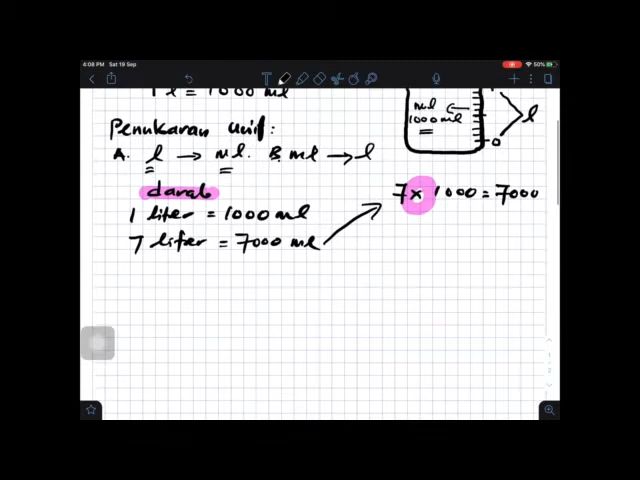 4:08 PM Sat 19 Sep
50%
1 l = 1000 ml
ml
1000 ml
l
0
Penukaran Unit:
A. l → ml. B. ml → l
darab
7 × 1000 = 7000
1 liter = 1000 ml
7 liter = 7000 ml